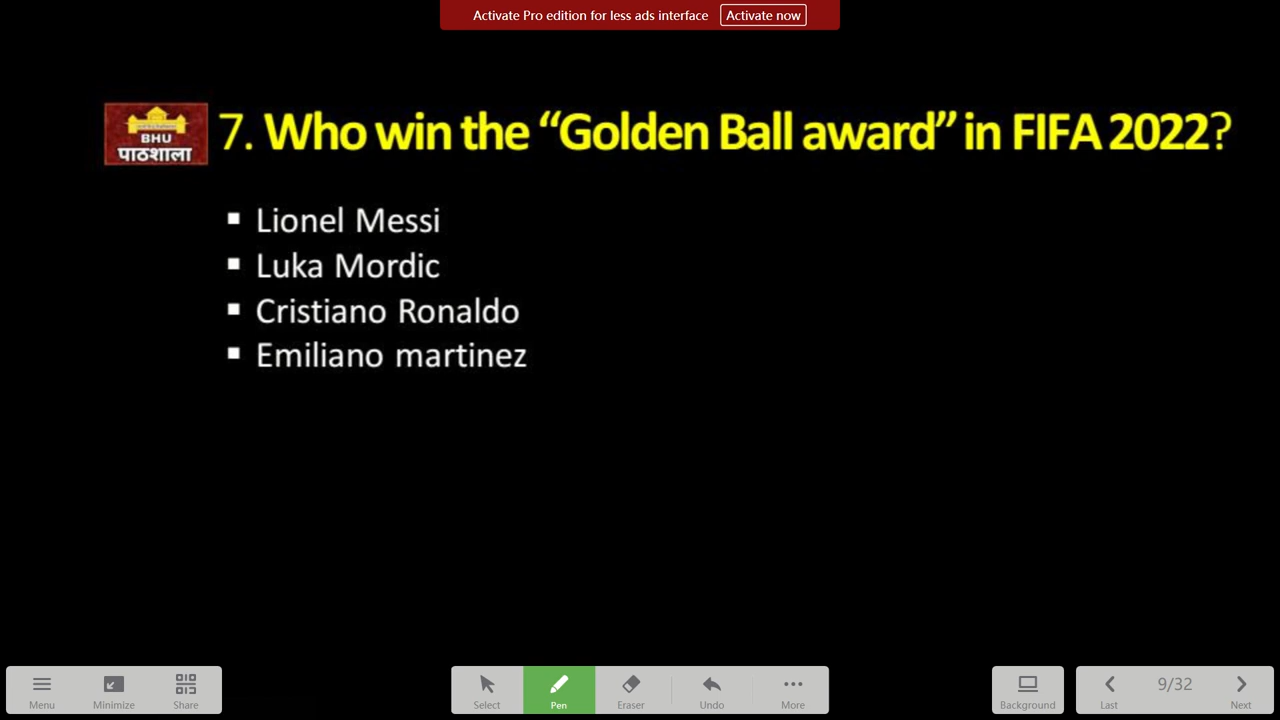 Activate Pro edition for less ads interface Activate now
BHU
पाठशाला
7. Who win the “Golden Ball award” in FIFA 2022?
▪ Lionel Messi
▪ Luka Mordic
▪ Cristiano Ronaldo
▪ Emiliano martinez
Menu Minimize Share Select Pen Eraser Undo More Background Last 9/32 Next